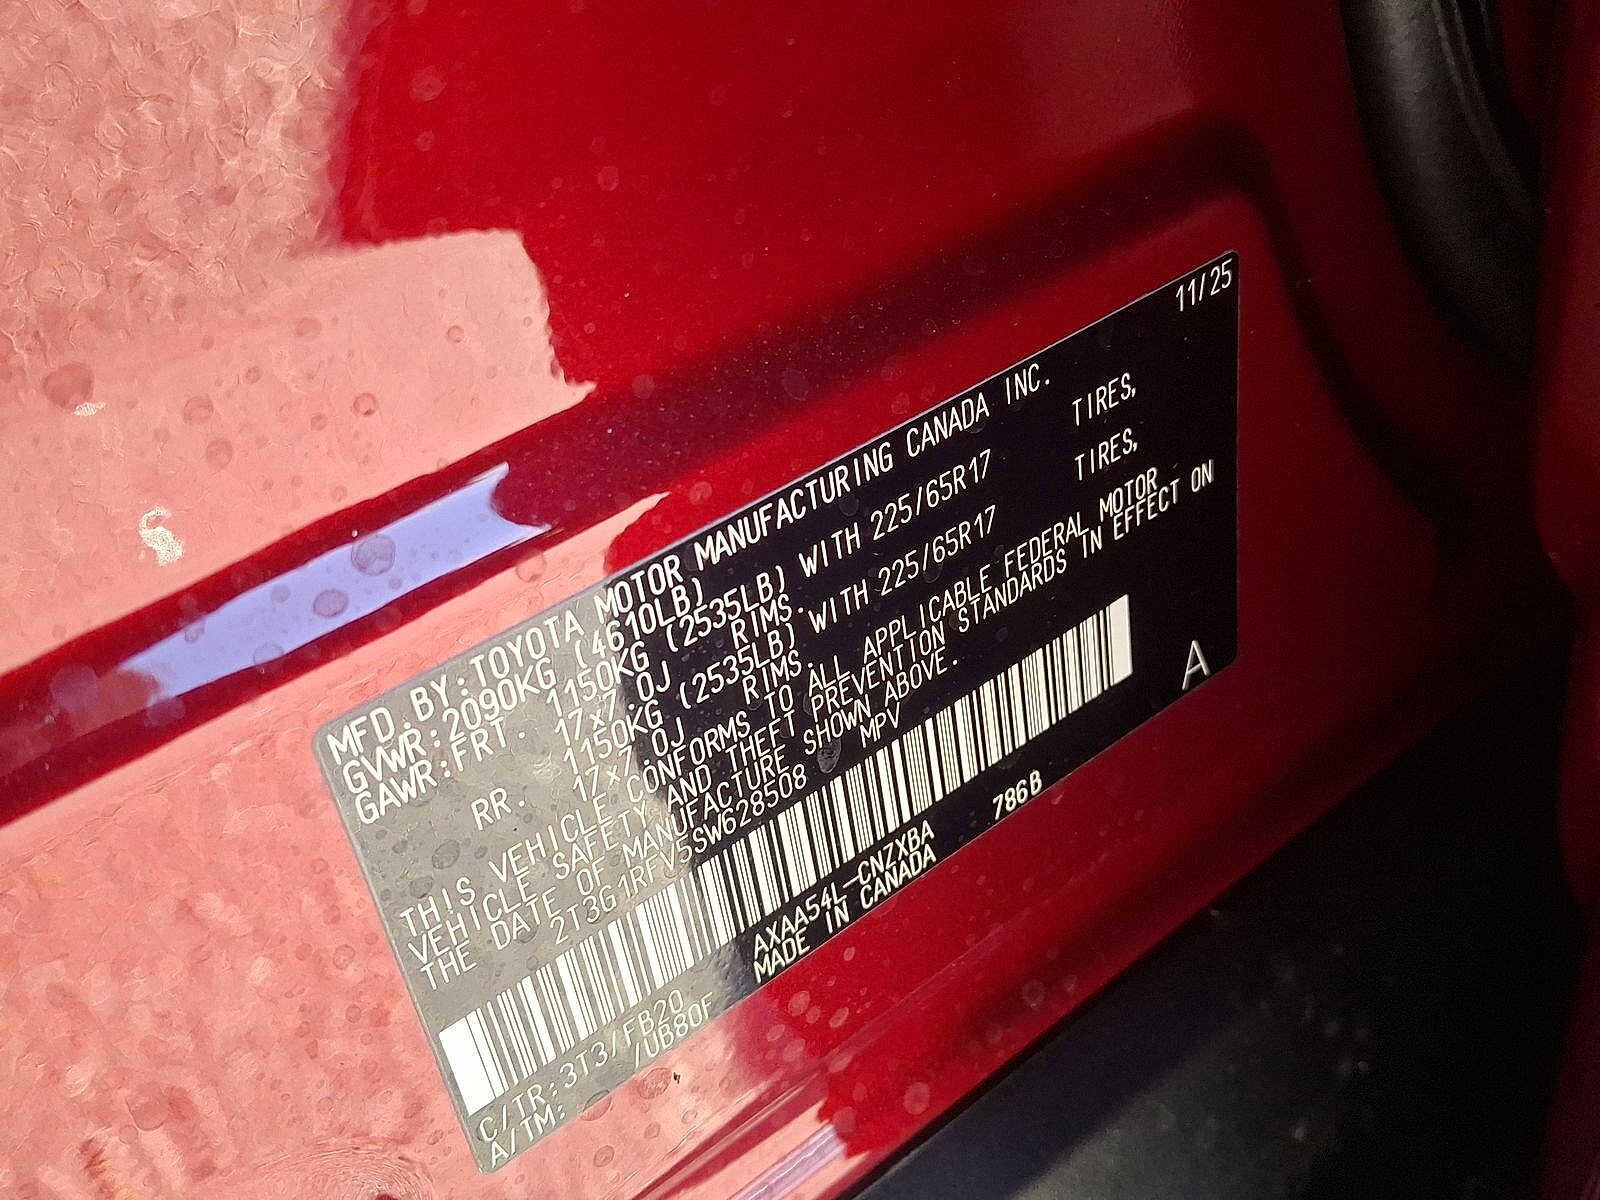 11/25
MFD.BY:TOYOTA MOTOR MANUFACTURING CANADA INC.
GVWR:2090KG (4610LB)
GAWR:FRT. 1150KG (2535LB) WITH 225/65R17 TIRES,
17x7.0J RIMS.
RR. 1150KG (2535LB) WITH 225/65R17 TIRES,
17x7.0J RIMS.
THIS VEHICLE CONFORMS TO ALL APPLICABLE FEDERAL MOTOR
VEHICLE SAFETY AND THEFT PREVENTION STANDARDS IN EFFECT ON
THE DATE OF MANUFACTURE SHOWN ABOVE.
2T3G1RFV5SW628508 MPV
A
C/TR:3T3/FB20 AXAA54L-CNZXBA 786B
A/TM: /UB80F MADE IN CANADA